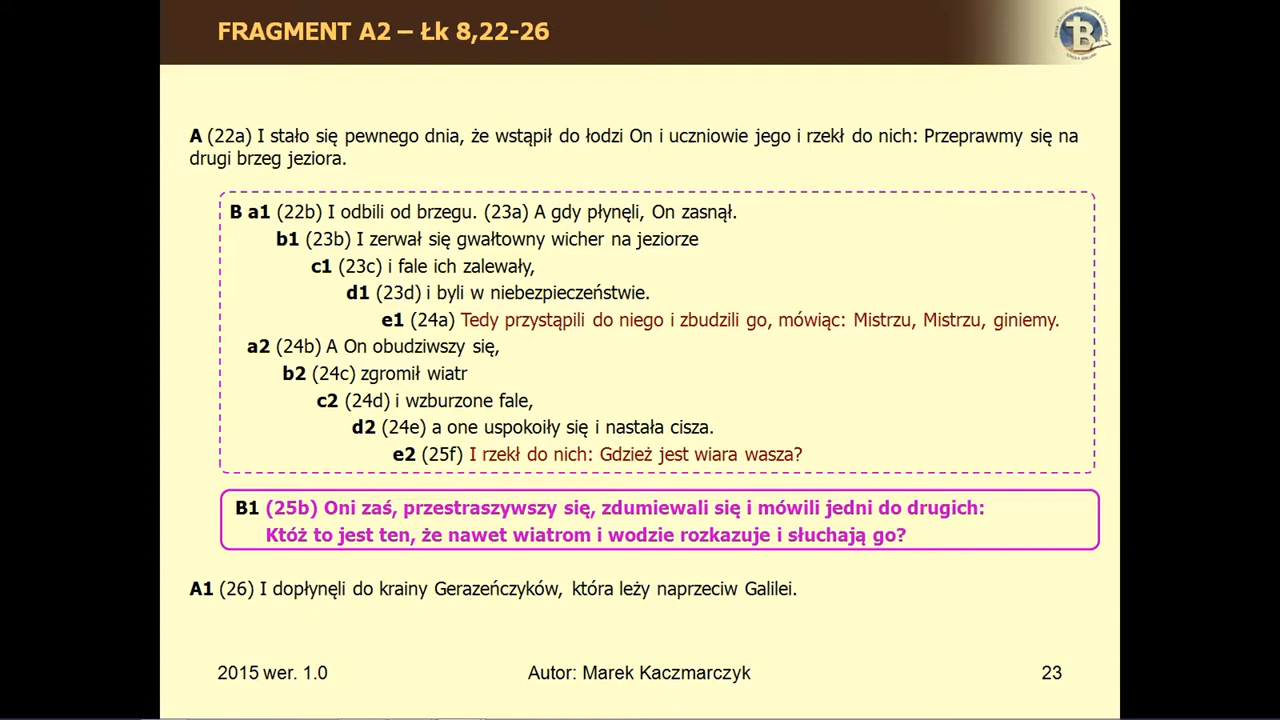 FRAGMENT A2 – Łk 8,22-26
A (22a) I stało się pewnego dnia, że wstąpił do łodzi On i uczniowie jego i rzekł do nich: Przeprawmy się na
drugi brzeg jeziora.
B a1 (22b) I odbili od brzegu. (23a) A gdy płynęli, On zasnął.
b1 (23b) I zerwał się gwałtowny wicher na jeziorze
c1 (23c) i fale ich zalewały,
d1 (23d) i byli w niebezpieczeństwie.
e1 (24a) Tedy przystąpili do niego i zbudzili go, mówiąc: Mistrzu, Mistrzu, giniemy.
a2 (24b) A On obudziwszy się,
b2 (24c) zgromił wiatr
c2 (24d) i wzburzone fale,
d2 (24e) a one uspokoiły się i nastała cisza.
e2 (25f) I rzekł do nich: Gdzież jest wiara wasza?
B1 (25b) Oni zaś, przestraszywszy się, zdumiewali się i mówili jedni do drugich:
Któż to jest ten, że nawet wiatrom i wodzie rozkazuje i słuchają go?
A1 (26) I dopłynęli do krainy Gerazeńczyków, która leży naprzeciw Galilei.
2015 wer. 1.0 Autor: Marek Kaczmarczyk 23